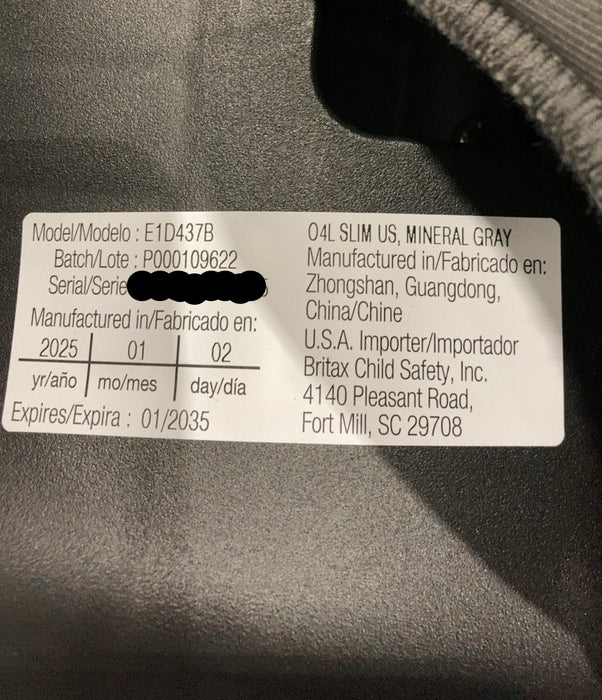 Model/Modelo : E1D437B
Batch/Lote : P000109622
Serial/Serie
Manufactured in/Fabricado en:
2025 01 02
yr/año mo/mes day/día
Expires/Expira : 01/2035
04L SLIM US, MINERAL GRAY
Manufactured in/Fabricado en:
Zhongshan, Guangdong,
China/Chine
U.S.A. Importer/Importador
Britax Child Safety, Inc.
4140 Pleasant Road,
Fort Mill, SC 29708